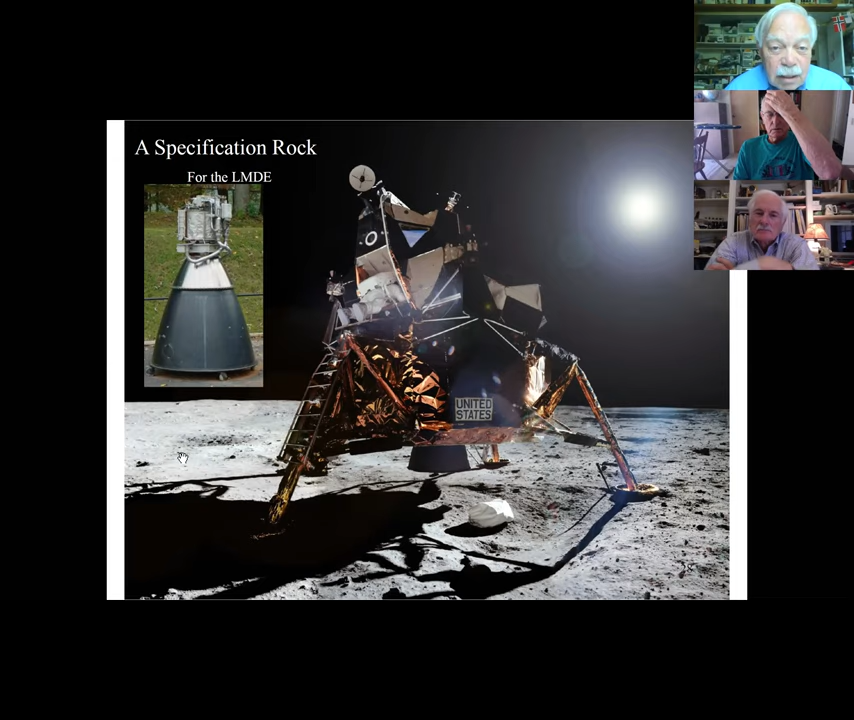 A Specification Rock
For the LMDE
UNITED
STATES